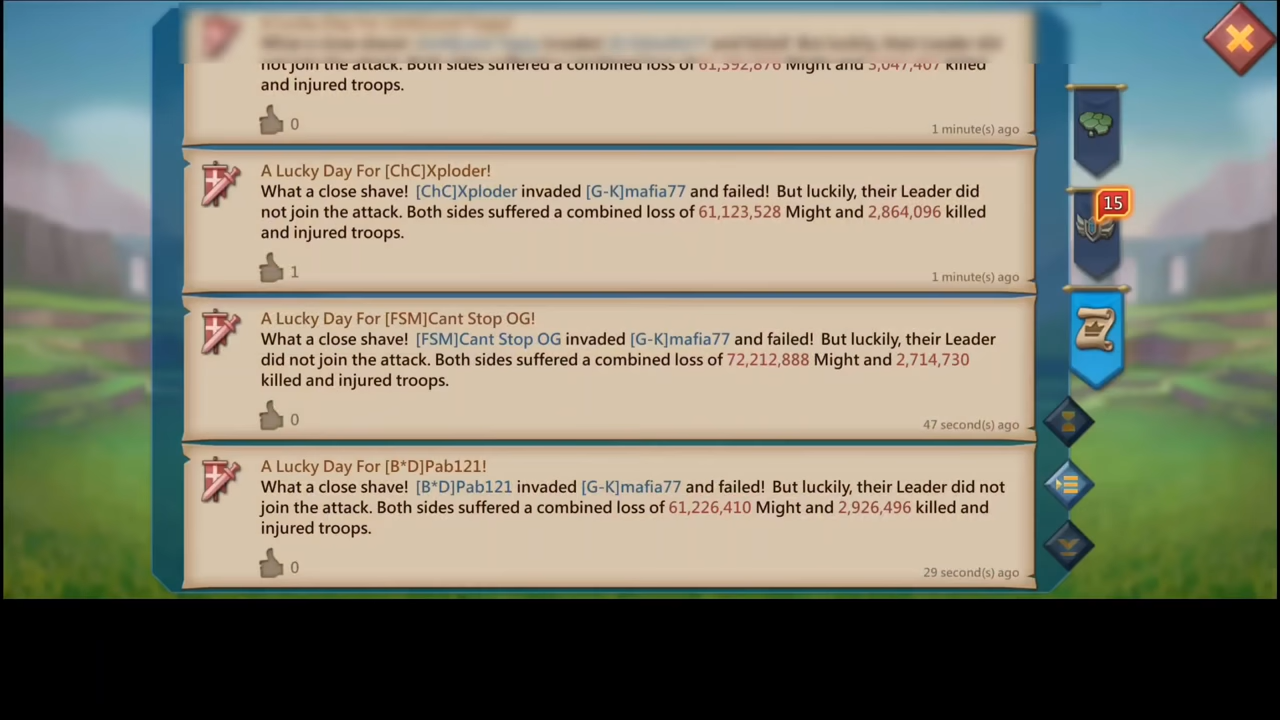 not join the attack. Both sides suffered a combined loss of 61,392,876 Might and 3,047,407 killed
and injured troops.
0
1 minute(s) ago
A Lucky Day For [ChC]Xploder!
What a close shave! [ChC]Xploder invaded [G-K]mafia77 and failed! But luckily, their Leader did
not join the attack. Both sides suffered a combined loss of 61,123,528 Might and 2,864,096 killed
and injured troops.
1
1 minute(s) ago
15
A Lucky Day For [FSM]Cant Stop OG!
What a close shave! [FSM]Cant Stop OG invaded [G-K]mafia77 and failed! But luckily, their Leader
did not join the attack. Both sides suffered a combined loss of 72,212,888 Might and 2,714,730
killed and injured troops.
0
47 second(s) ago
A Lucky Day For [B*D]Pab121!
What a close shave! [B*D]Pab121 invaded [G-K]mafia77 and failed! But luckily, their Leader did not
join the attack. Both sides suffered a combined loss of 61,226,410 Might and 2,926,496 killed and
injured troops.
0
29 second(s) ago